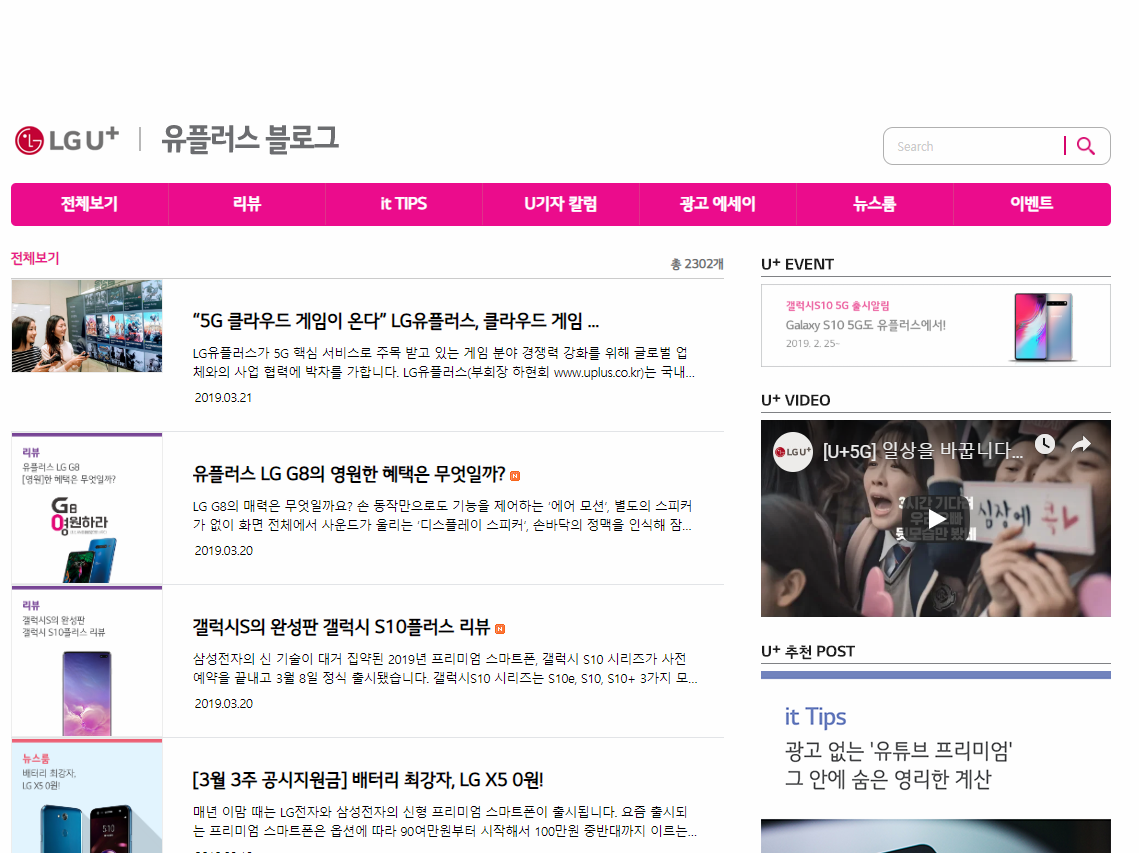 LG U+
유플러스 블로그
Search
전체보기
리뷰
it TIPS
U기자 칼럼
광고 에세이
뉴스룸
이벤트
전체보기
총 2302개
“5G 클라우드 게임이 온다” LG유플러스, 클라우드 게임 ...
LG유플러스가 5G 핵심 서비스로 주목 받고 있는 게임 분야 경쟁력 강화를 위해 글로벌 업
체와의 사업 협력에 박자를 가합니다. LG유플러스(부회장 하현회 www.uplus.co.kr)는 국내...
2019.03.21
리뷰
유플러스 LG G8
[영원]한 혜택은 무엇일까?
G8
0영원하라
유플러스 LG G8의 영원한 혜택은 무엇일까?
N
LG G8의 매력은 무엇일까요? 손 동작만으로도 기능을 제어하는 ‘에어 모션’, 별도의 스피커
가 없이 화면 전체에서 사운드가 울리는 ‘디스플레이 스피커’, 손바닥의 정맥을 인식해 잠...
2019.03.20
리뷰
갤럭시S의 완성판
갤럭시 S10플러스 리뷰
갤럭시S의 완성판 갤럭시 S10플러스 리뷰
N
삼성전자의 신 기술이 대거 집약된 2019년 프리미엄 스마트폰, 갤럭시 S10 시리즈가 사전
예약을 끝내고 3월 8일 정식 출시됐습니다. 갤럭시S10 시리즈는 S10e, S10, S10+ 3가지 모...
2019.03.20
뉴스룸
배터리 최강자,
LG X5 0원!
5:10
[3월 3주 공시지원금] 배터리 최강자, LG X5 0원!
매년 이맘 때는 LG전자와 삼성전자의 신형 프리미엄 스마트폰이 출시됩니다. 요즘 출시되
는 프리미엄 스마트폰은 옵션에 따라 90여만원부터 시작해서 100만원 중반대까지 이르는...
U+ EVENT
갤럭시S10 5G 출시알림
Galaxy S10 5G도 유플러스에서!
2019. 2. 25~
U+ VIDEO
LG U+
[U+5G] 일상을 바꿉니다...
3시간 기다려
우리 오빠
뒷모습만 봤네
심장에 콕
U+ 추천 POST
it Tips
광고 없는 '유튜브 프리미엄'
그 안에 숨은 영리한 계산